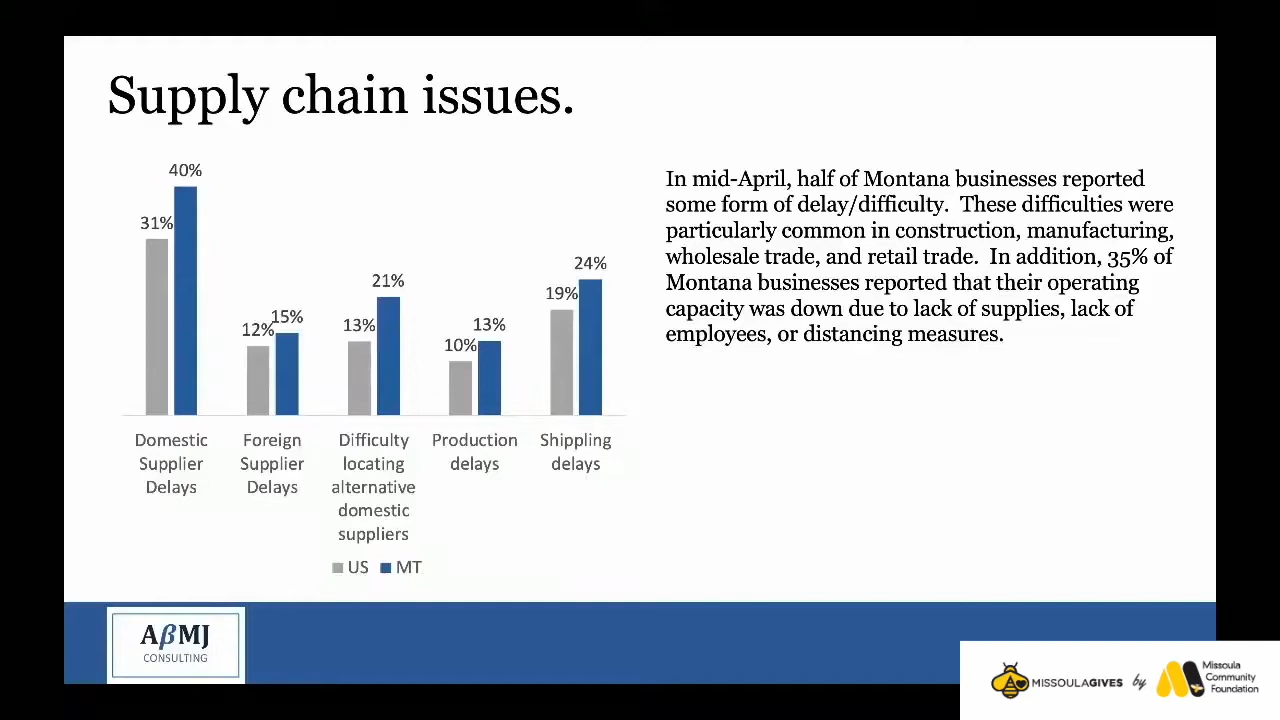 Supply chain issues.
40%
31%
12%
15%
13%
21%
10%
13%
19%
24%
Domestic
Supplier
Delays
Foreign
Supplier
Delays
Difficulty
locating
alternative
domestic
suppliers
Production
delays
Shippling
delays
US MT
In mid-April, half of Montana businesses reported
some form of delay/difficulty.  These difficulties were
particularly common in construction, manufacturing,
wholesale trade, and retail trade.  In addition, 35% of
Montana businesses reported that their operating
capacity was down due to lack of supplies, lack of
employees, or distancing measures.
AβMJ
CONSULTING
MISSOULAGIVES by
Missoula
Community
Foundation